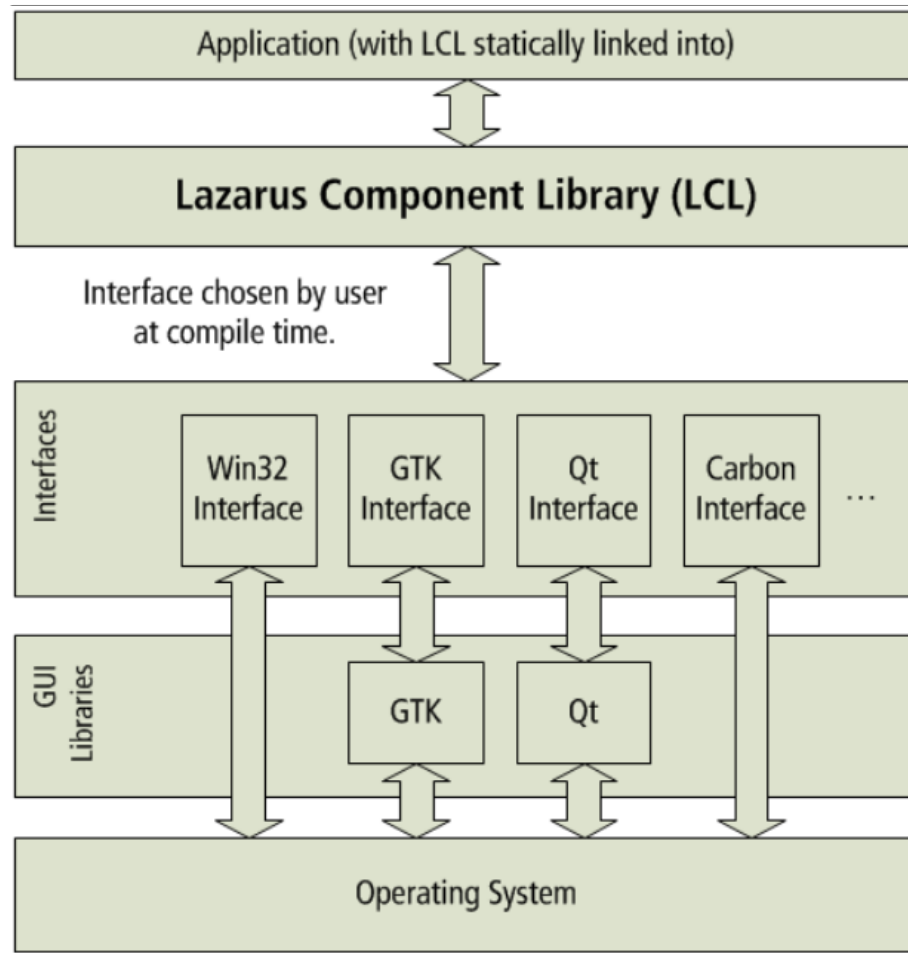 Application (with LCL statically linked into)
Lazarus Component Library (LCL)
Interface chosen by user
at compile time.
Interfaces
Win32
Interface
GTK
Interface
Qt
Interface
Carbon
Interface
...
GUI
Libraries
GTK
Qt
Operating System